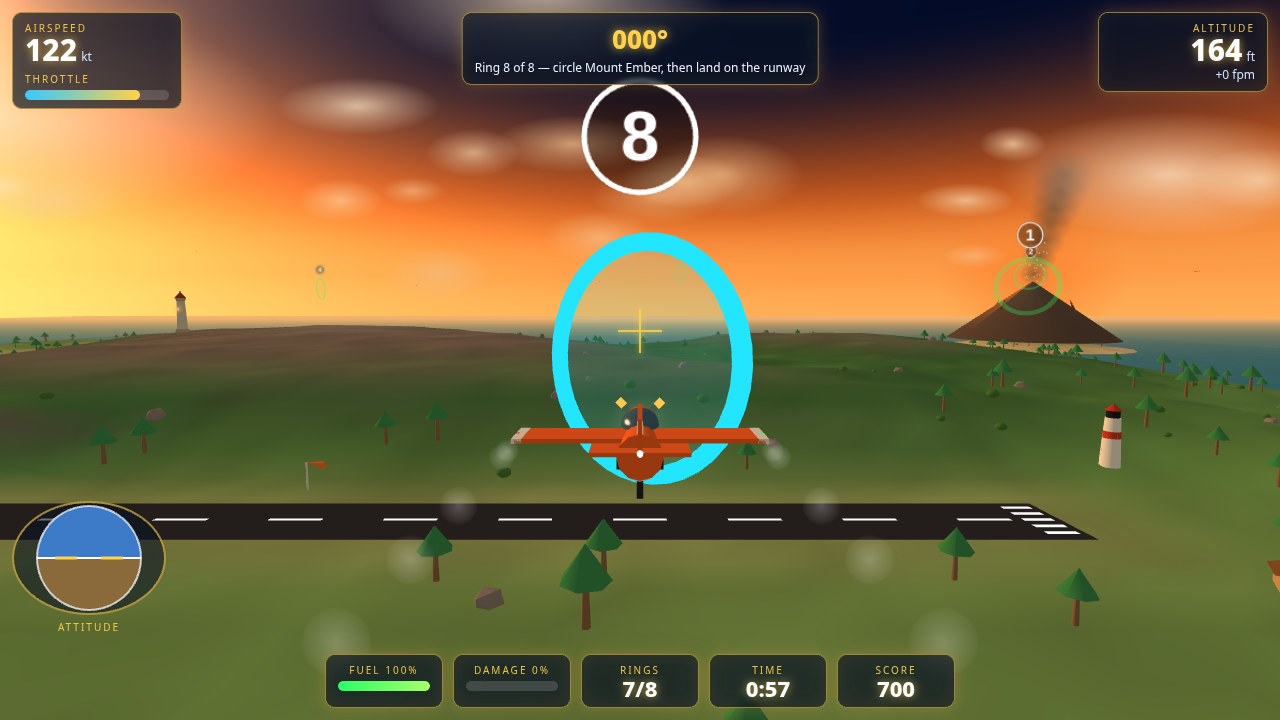 AIRSPEED
122 kt
THROTTLE
000°
Ring 8 of 8 — circle Mount Ember, then land on the runway
ALTITUDE
164 ft
+0 fpm
8
1
ATTITUDE
FUEL 100%
DAMAGE 0%
RINGS
7/8
TIME
0:57
SCORE
700